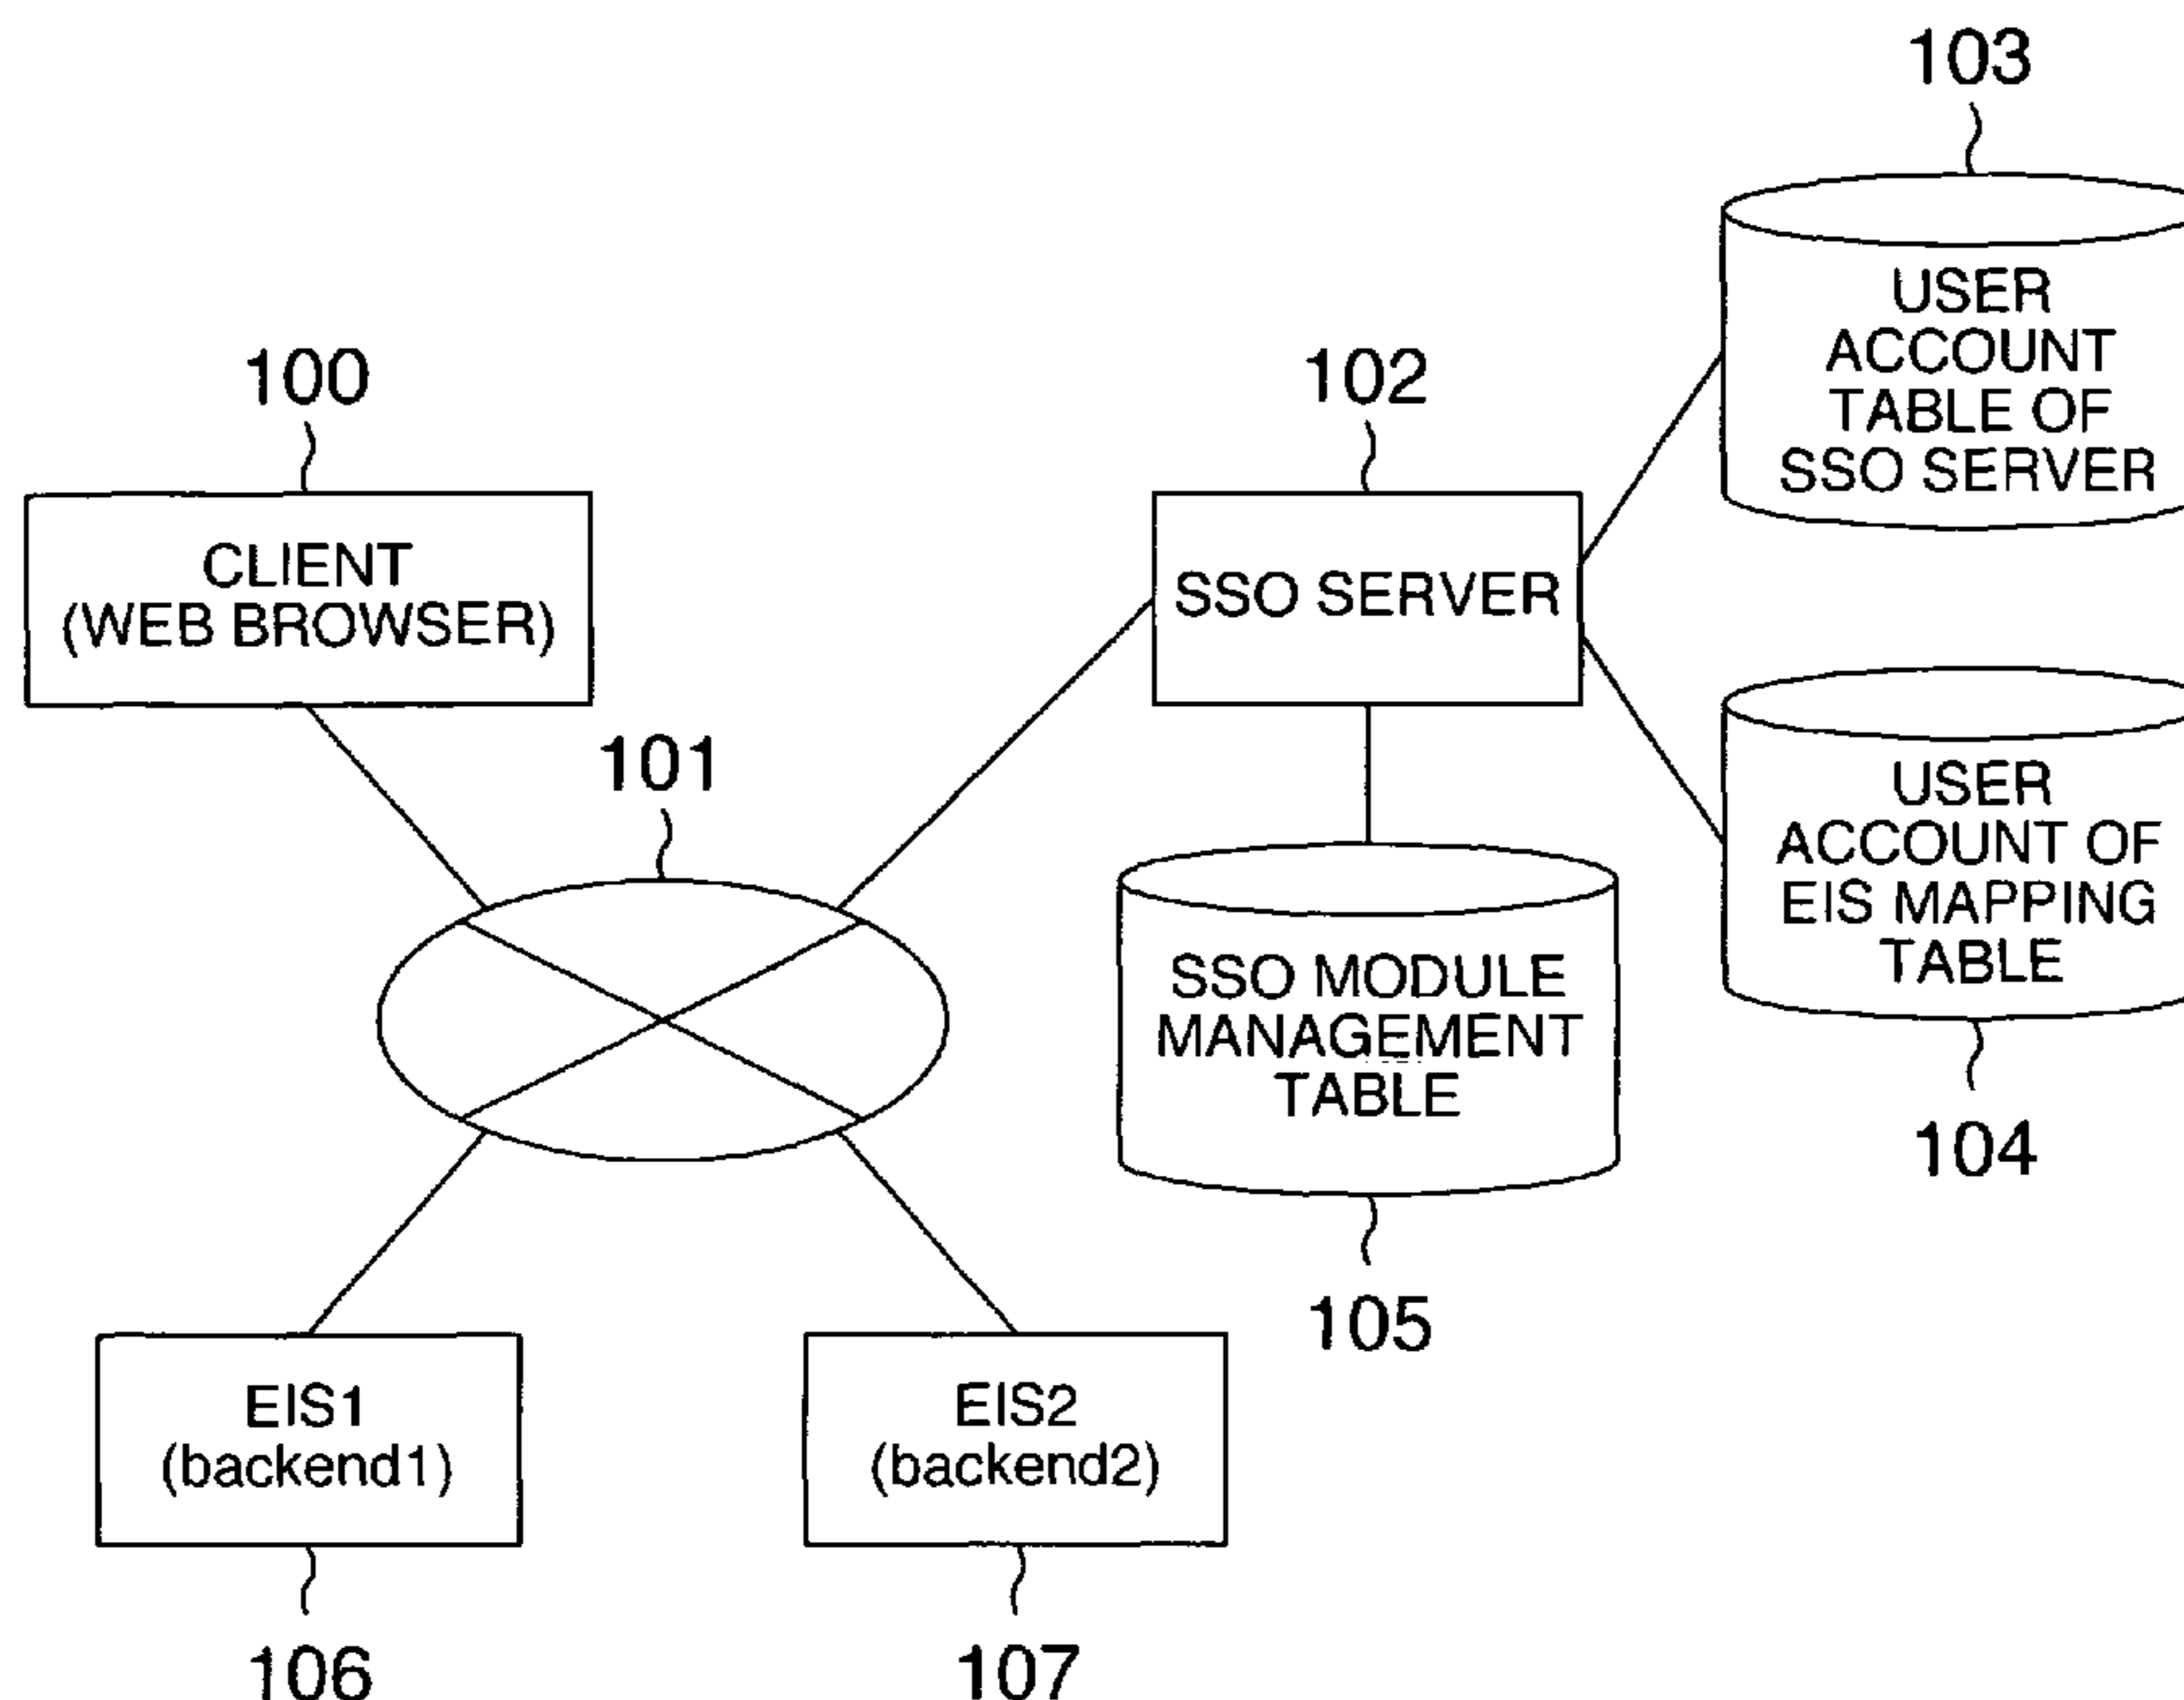 103
USER
ACCOUNT
TABLE OF
SSO SERVER
100
102
CLIENT
(WEB BROWSER)
SSO SERVER
101
USER
ACCOUNT OF
EIS MAPPING
TABLE
SSO MODULE
MANAGEMENT
TABLE
104
105
EIS1
(backend1)
EIS2
(backend2)
106
107